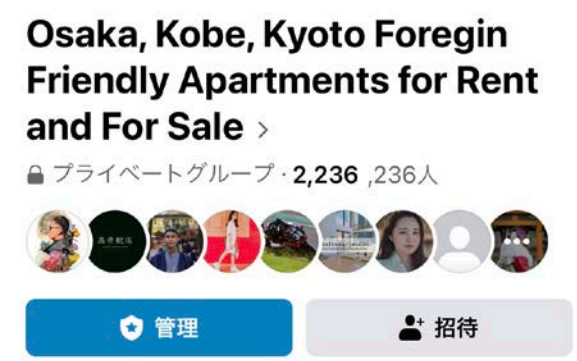 Osaka, Kobe, Kyoto Foregin
Friendly Apartments for Rent
and For Sale >
プライベートグループ · 2,236 ,236人
管理
招待